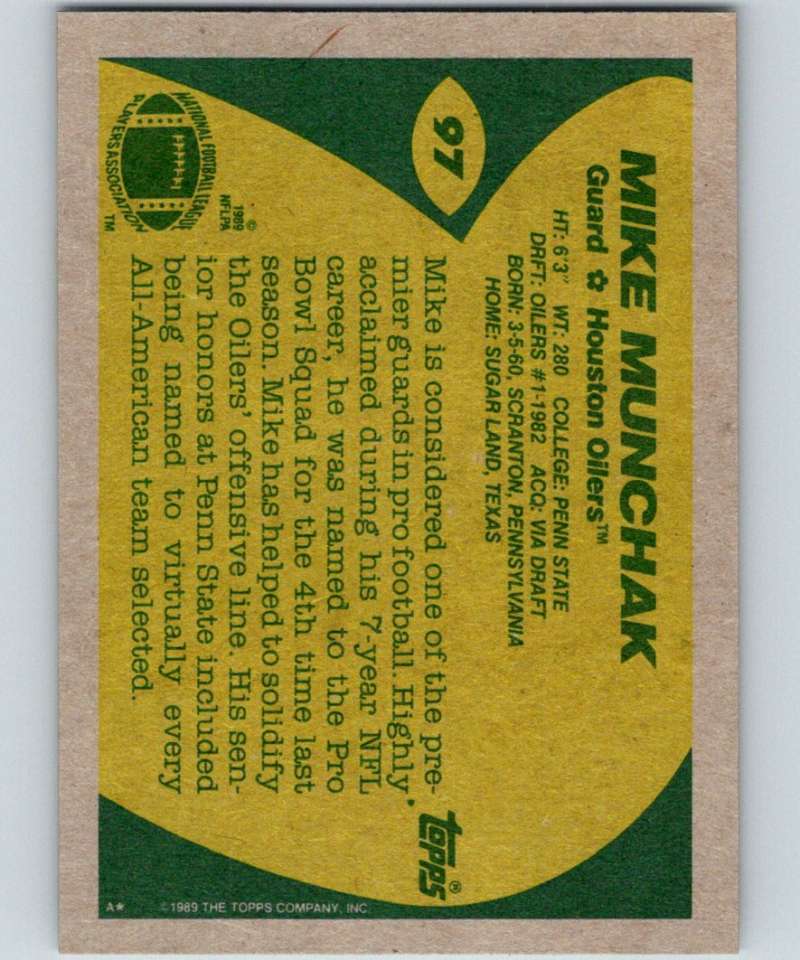 97
MIKE MUNCHAK
Guard ✿ Houston Oilers™
HT: 6'3" WT: 280 COLLEGE: PENN STATE
DRFT: OILERS #1-1982 ACQ: VIA DRAFT
BORN: 3-5-60, SCRANTON, PENNSYLVANIA
HOME: SUGAR LAND, TEXAS
Mike is considered one of the pre-
mier guards in pro football. Highly
acclaimed during his 7-year NFL
career, he was named to the Pro
Bowl Squad for the 4th time last
season. Mike has helped to solidify
the Oilers' offensive line. His sen-
ior honors at Penn State included
being named to virtually every
All-American team selected.
NATIONAL FOOTBALL LEAGUE
PLAYERS ASSOCIATION
TM
©
1989
NFLPA
topps®
A* ©1989 THE TOPPS COMPANY, INC.